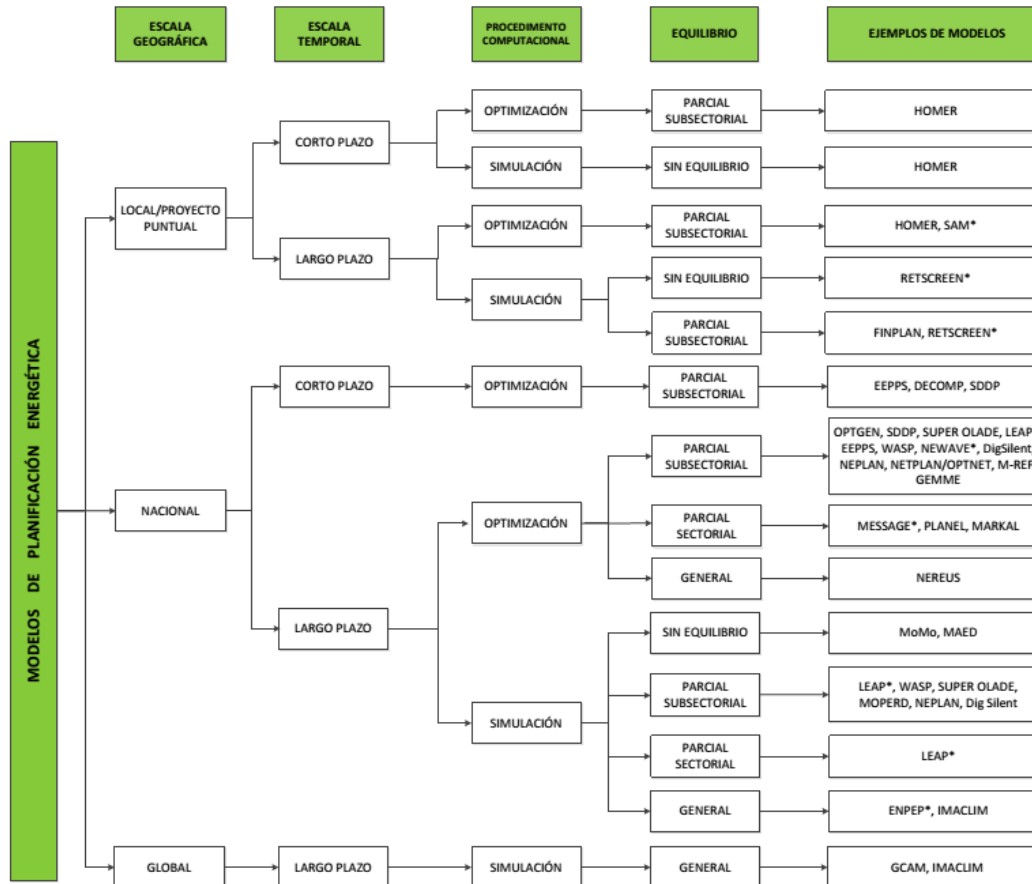 ESCALA
GEOGRÁFICA
ESCALA
TEMPORAL
PROCEDIMENTO
COMPUTACIONAL
EQUILIBRIO
EJEMPLOS DE MODELOS
MODELOS DE PLANIFICACIÓN ENERGÉTICA
LOCAL/PROYECTO
PUNTUAL
CORTO PLAZO
OPTIMIZACIÓN
PARCIAL
SUBSECTORIAL
HOMER
SIMULACIÓN
SIN EQUILIBRIO
HOMER
LARGO PLAZO
OPTIMIZACIÓN
PARCIAL
SUBSECTORIAL
HOMER, SAM*
SIMULACIÓN
SIN EQUILIBRIO
RETSCREEN*
PARCIAL
SUBSECTORIAL
FINPLAN, RETSCREEN*
NACIONAL
CORTO PLAZO
OPTIMIZACIÓN
PARCIAL
SUBSECTORIAL
EEPPS, DECOMP, SDDP
LARGO PLAZO
OPTIMIZACIÓN
PARCIAL
SUBSECTORIAL
OPTGEN, SDDP, SUPER OLADE, LEAP
EEPPS, WASP, NEWAVE*, DigSilent,
NEPLAN, NETPLAN/OPTNET, M-REF
GEMME
PARCIAL
SECTORIAL
MESSAGE*, PLANEL, MARKAL
GENERAL
NEREUS
SIMULACIÓN
SIN EQUILIBRIO
MoMo, MAED
PARCIAL
SUBSECTORIAL
LEAP*, WASP, SUPER OLADE,
MOPERD, NEPLAN, Dig Silent
PARCIAL
SECTORIAL
LEAP*
GENERAL
ENPEP*, IMACLIM
GLOBAL
LARGO PLAZO
SIMULACIÓN
GENERAL
GCAM, IMACLIM